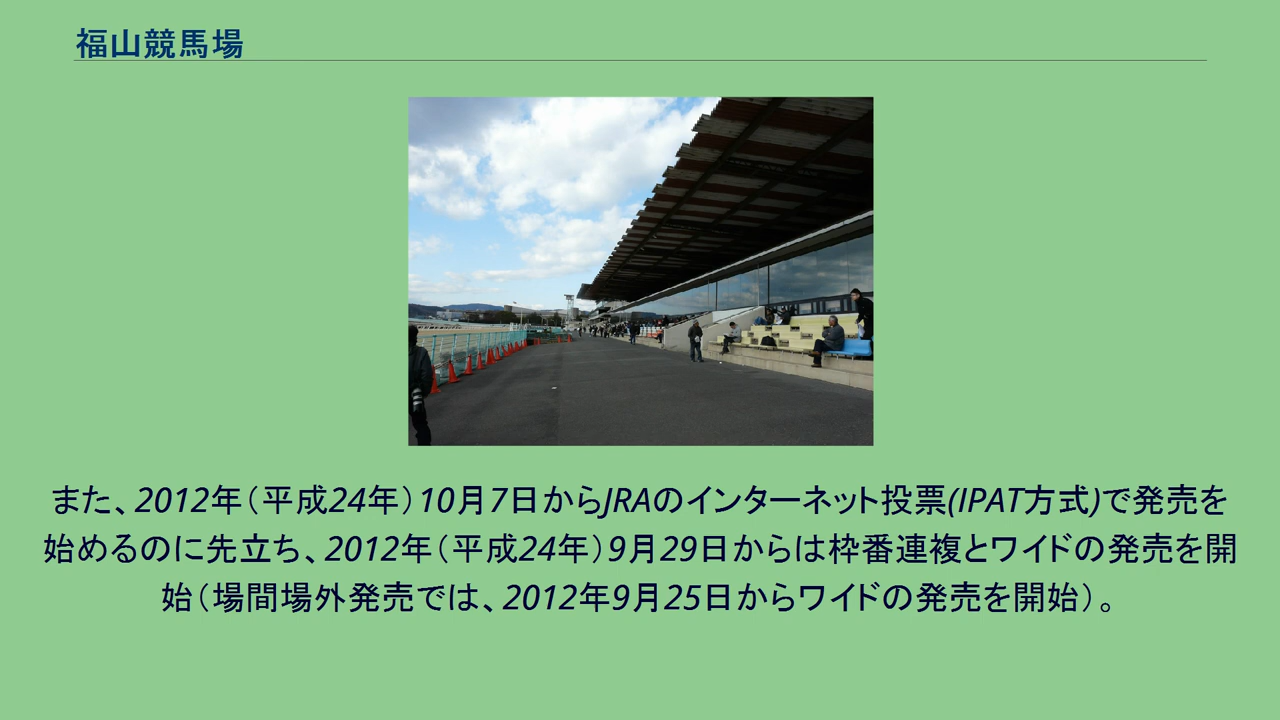 福山競馬場
また、2012年（平成24年）10月7日からJRAのインターネット投票(IPAT方式)で発売を
始めるのに先立ち、2012年（平成24年）9月29日からは枠番連複とワイドの発売を開
始（場間場外発売では、2012年9月25日からワイドの発売を開始）。